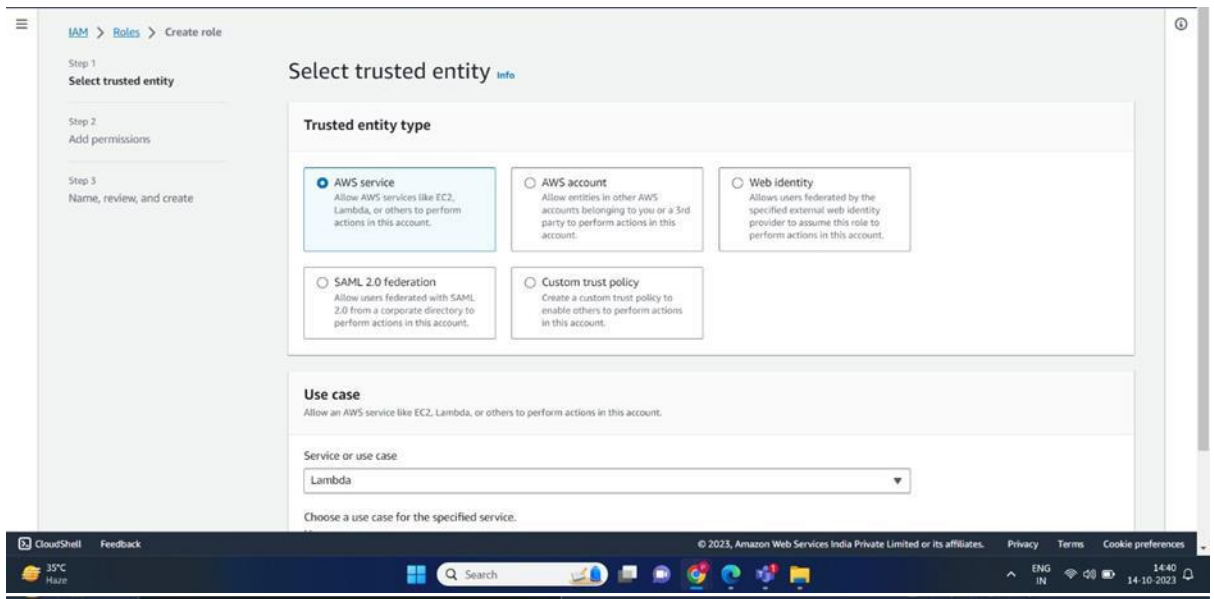 IAM > Roles > Create role
Step 1
Select trusted entity
Step 2
Add permissions
Step 3
Name, review, and create
Select trusted entity Info
Trusted entity type
AWS service
Allow AWS services like EC2,
Lambda, or others to perform
actions in this account.
AWS account
Allow entities in other AWS
accounts belonging to you or a 3rd
party to perform actions in this
account.
Web identity
Allows users federated by the
specified external web identity
provider to assume this role to
perform actions in this account.
SAML 2.0 federation
Allow users federated with SAML
2.0 from a corporate directory to
perform actions in this account.
Custom trust policy
Create a custom trust policy to
enable others to perform actions
in this account.
Use case
Allow an AWS service like EC2, Lambda, or others to perform actions in this account.
Service or use case
Lambda
Choose a use case for the specified service.
CloudShell Feedback
© 2023, Amazon Web Services India Private Limited or its affiliates. Privacy Terms Cookie preferences
35°C
Haze
Search
ENG
IN
14:40
14-10-2023